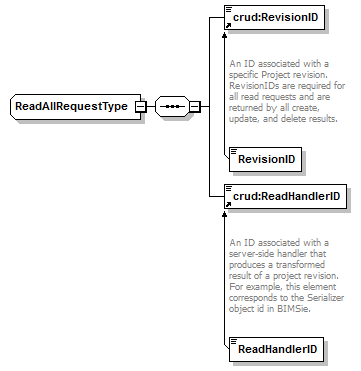 crud:RevisionID
An ID associated with a
specific Project revision.
RevisionIDs are required for
all read requests and are
returned by all create,
update, and delete results.
ReadAllRequestType
RevisionID
crud:ReadHandlerID
An ID associated with a
server-side handler that
produces a transformed
result of a project revision.
For example, this element
corresponds to the Serializer
object id in BIMSie.
ReadHandlerID